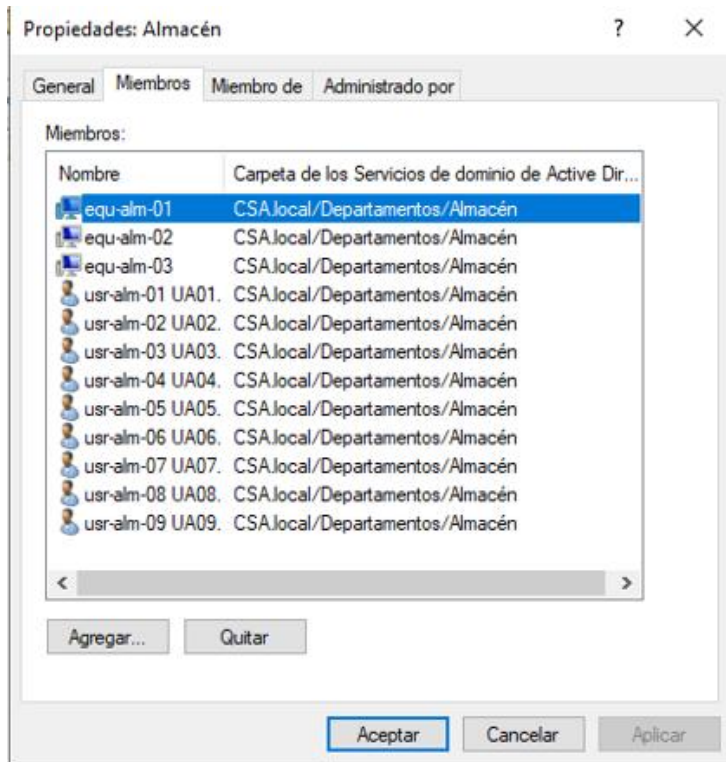 Propiedades: Almacén ? ×
General Miembros Miembro de Administrado por
Miembros:
Nombre Carpeta de los Servicios de dominio de Active Dir...
equ-alm-01 CSA.local/Departamentos/Almacén
equ-alm-02 CSA.local/Departamentos/Almacén
equ-alm-03 CSA.local/Departamentos/Almacén
usr-alm-01 UA01. CSA.local/Departamentos/Almacén
usr-alm-02 UA02. CSA.local/Departamentos/Almacén
usr-alm-03 UA03. CSA.local/Departamentos/Almacén
usr-alm-04 UA04. CSA.local/Departamentos/Almacén
usr-alm-05 UA05. CSA.local/Departamentos/Almacén
usr-alm-06 UA06. CSA.local/Departamentos/Almacén
usr-alm-07 UA07. CSA.local/Departamentos/Almacén
usr-alm-08 UA08. CSA.local/Departamentos/Almacén
usr-alm-09 UA09. CSA.local/Departamentos/Almacén
Agregar... Quitar
Aceptar Cancelar Aplicar